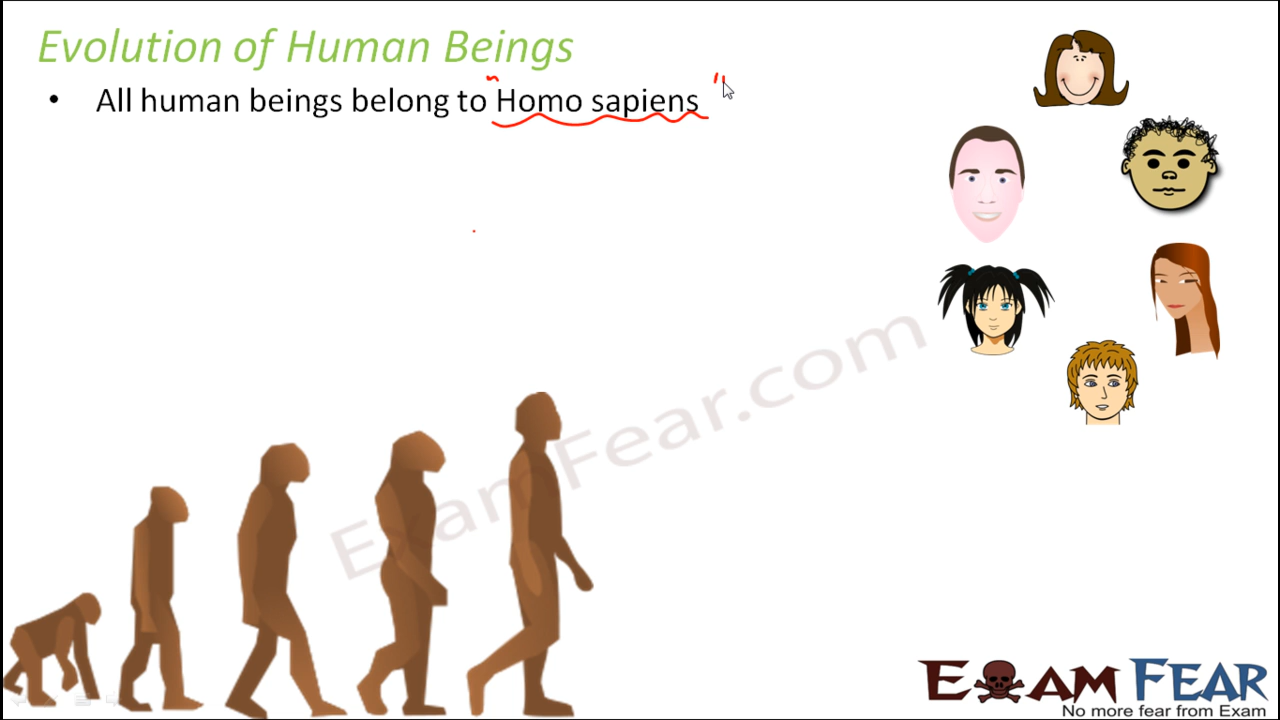 Evolution of Human Beings
• All human beings belong to "Homo sapiens"
ExamFear.com
EXAM FEAR
No more fear from Exam